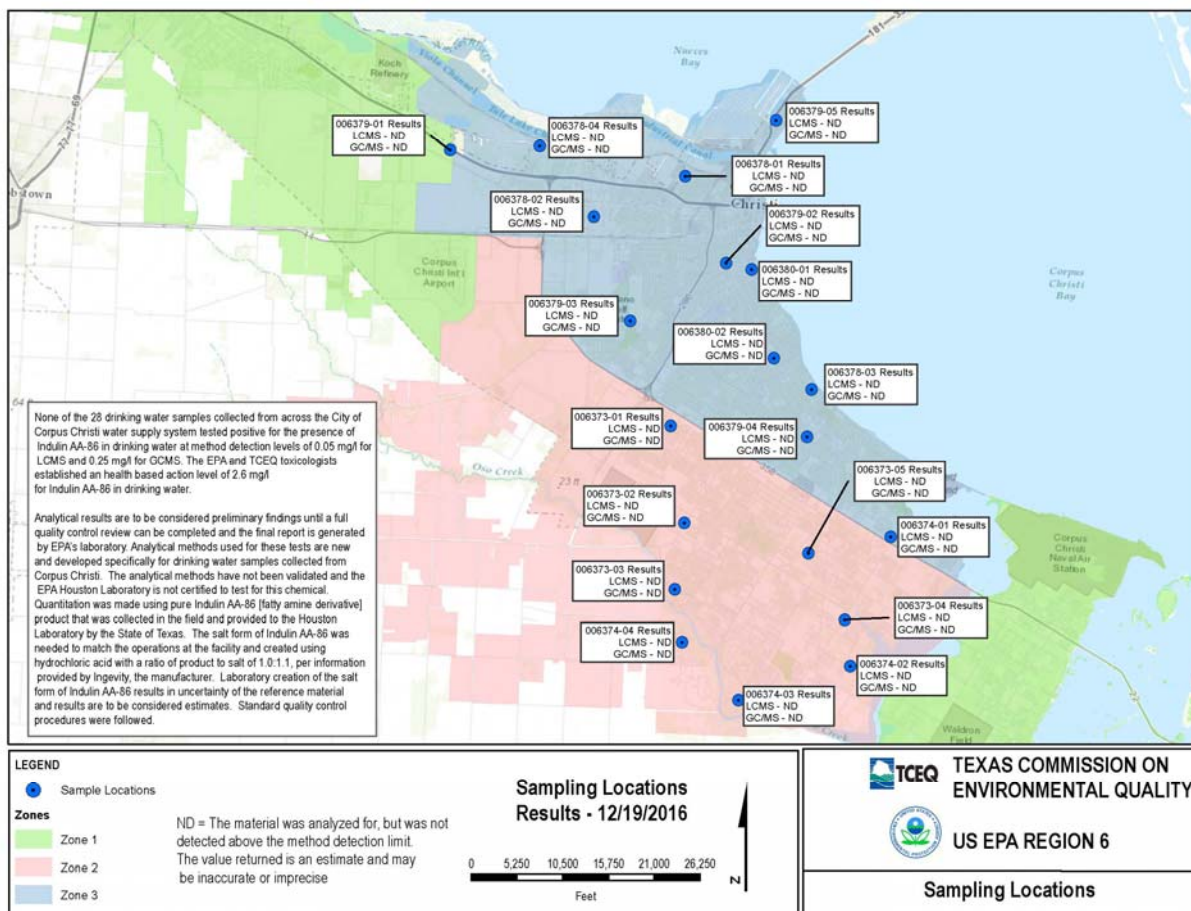 181
35
Nueces
Bay
Koch
Refinery
Viola Channel
Tule Lake
Industrial Canal
77
69
77
006379-01 Results
LCMS - ND
GC/MS - ND
006378-04 Results
LCMS - ND
GC/MS - ND
006379-05 Results
LCMS - ND
GC/MS - ND
006378-01 Results
LCMS - ND
GC/MS - ND
bstown
006378-02 Results
LCMS - ND
GC/MS - ND
Christi
006379-02 Results
LCMS - ND
GC/MS - ND
44
Corpus
Christi Int'l
Airport
006380-01 Results
LCMS - ND
GC/MS - ND
Corpus
Christi
Bay
006379-03 Results
LCMS - ND
GC/MS - ND
006380-02 Results
LCMS - ND
GC/MS - ND
006378-03 Results
LCMS - ND
GC/MS - ND
64 ft
006373-01 Results
LCMS - ND
GC/MS - ND
006379-04 Results
LCMS - ND
GC/MS - ND
Oso Creek
73 ft
358
006373-05 Results
LCMS - ND
GC/MS - ND
006373-02 Results
LCMS - ND
GC/MS - ND
006374-01 Results
LCMS - ND
GC/MS - ND
Corpus
Christi
Naval Air
Station
006373-03 Results
LCMS - ND
GC/MS - ND
006373-04 Results
LCMS - ND
GC/MS - ND
006374-04 Results
LCMS - ND
GC/MS - ND
006374-02 Results
LCMS - ND
GC/MS - ND
006374-03 Results
LCMS - ND
GC/MS - ND
Creek
Waldron
Field
None of the 28 drinking water samples collected from across the City of
Corpus Christi water supply system tested positive for the presence of
Indulin AA-86 in drinking water at method detection levels of 0.05 mg/l for
LCMS and 0.25 mg/l for GCMS. The EPA and TCEQ toxicologists
established an health based action level of 2.6 mg/l
for Indulin AA-86 in drinking water.
Analytical results are to be considered preliminary findings until a full
quality control review can be completed and the final report is generated
by EPA's laboratory. Analytical methods used for these tests are new
and developed specifically for drinking water samples collected from
Corpus Christi. The analytical methods have not been validated and the
EPA Houston Laboratory is not certified to test for this chemical.
Quantitation was made using pure Indulin AA-86 [fatty amine derivative]
product that was collected in the field and provided to the Houston
Laboratory by the State of Texas. The salt form of Indulin AA-86 was
needed to match the operations at the facility and created using
hydrochloric acid with a ratio of product to salt of 1.0:1.1, per information
provided by Ingevity, the manufacturer. Laboratory creation of the salt
form of Indulin AA-86 results in uncertainty of the reference material
and results are to be considered estimates. Standard quality control
procedures were followed.
LEGEND
Sample Locations
Zones
Zone 1
Zone 2
Zone 3
ND = The material was analyzed for, but was not
detected above the method detection limit.
The value returned is an estimate and may
be inaccurate or imprecise
Sampling Locations
Results - 12/19/2016
0 5,250 10,500 15,750 21,000 26,250
Feet
N
TCEQ
TEXAS COMMISSION ON
ENVIRONMENTAL QUALITY
US EPA REGION 6
Sampling Locations